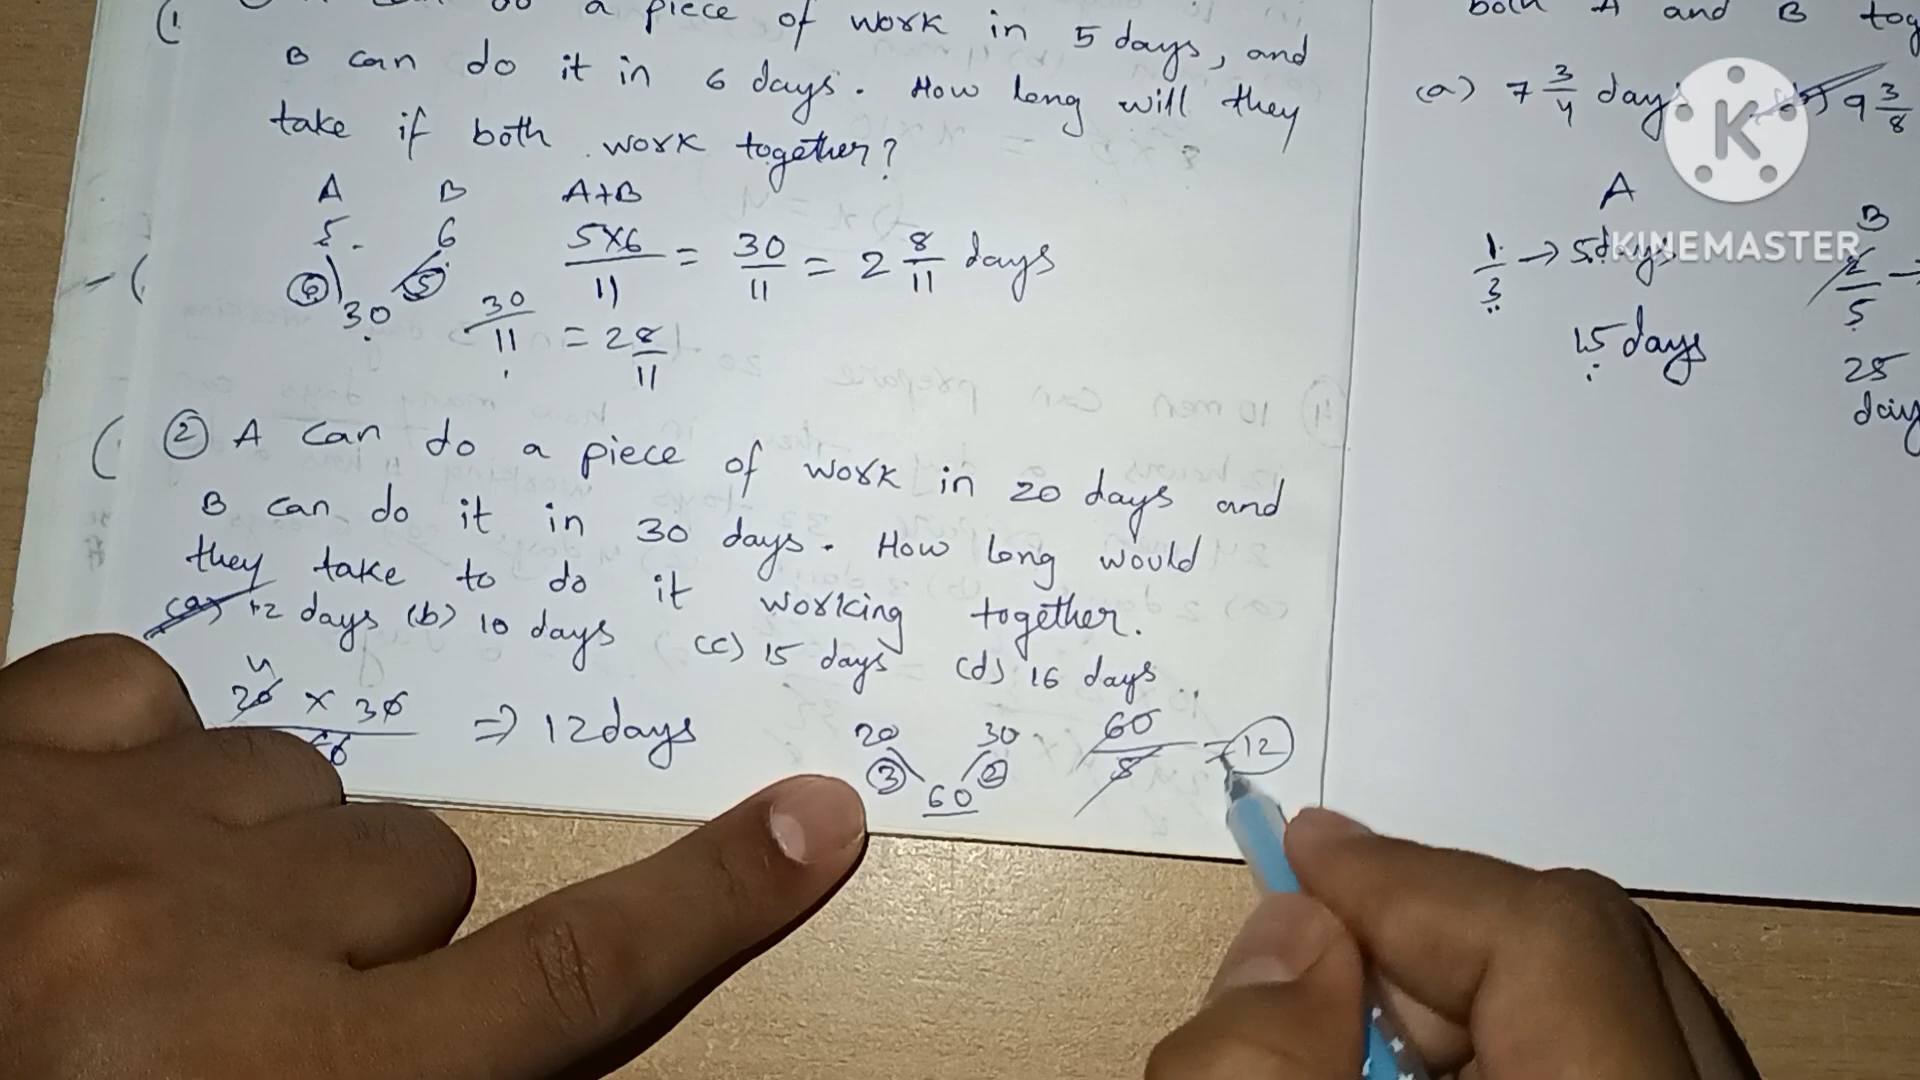 a piece of work in 5 days, and
B can do it in 6 days. How long will they
take if both work together?
A B A+B
5 6 5x6/11 = 30/11 = 2 8/11 days
6 5
30 30/11 = 2 8/11
② A can do a piece of work in 20 days and
B can do it in 30 days. How long would
they take to do it working together.
(a) 12 days (b) 10 days (c) 15 days (d) 16 days
x 30 => 12 days
20 30 60/5 = 12
3 2
60
both A and B
(a) 7 3/4 days (b) 9 3/8
KINEMASTER
A B
1/3 → 5 days 2/5 →
15 days 25
days